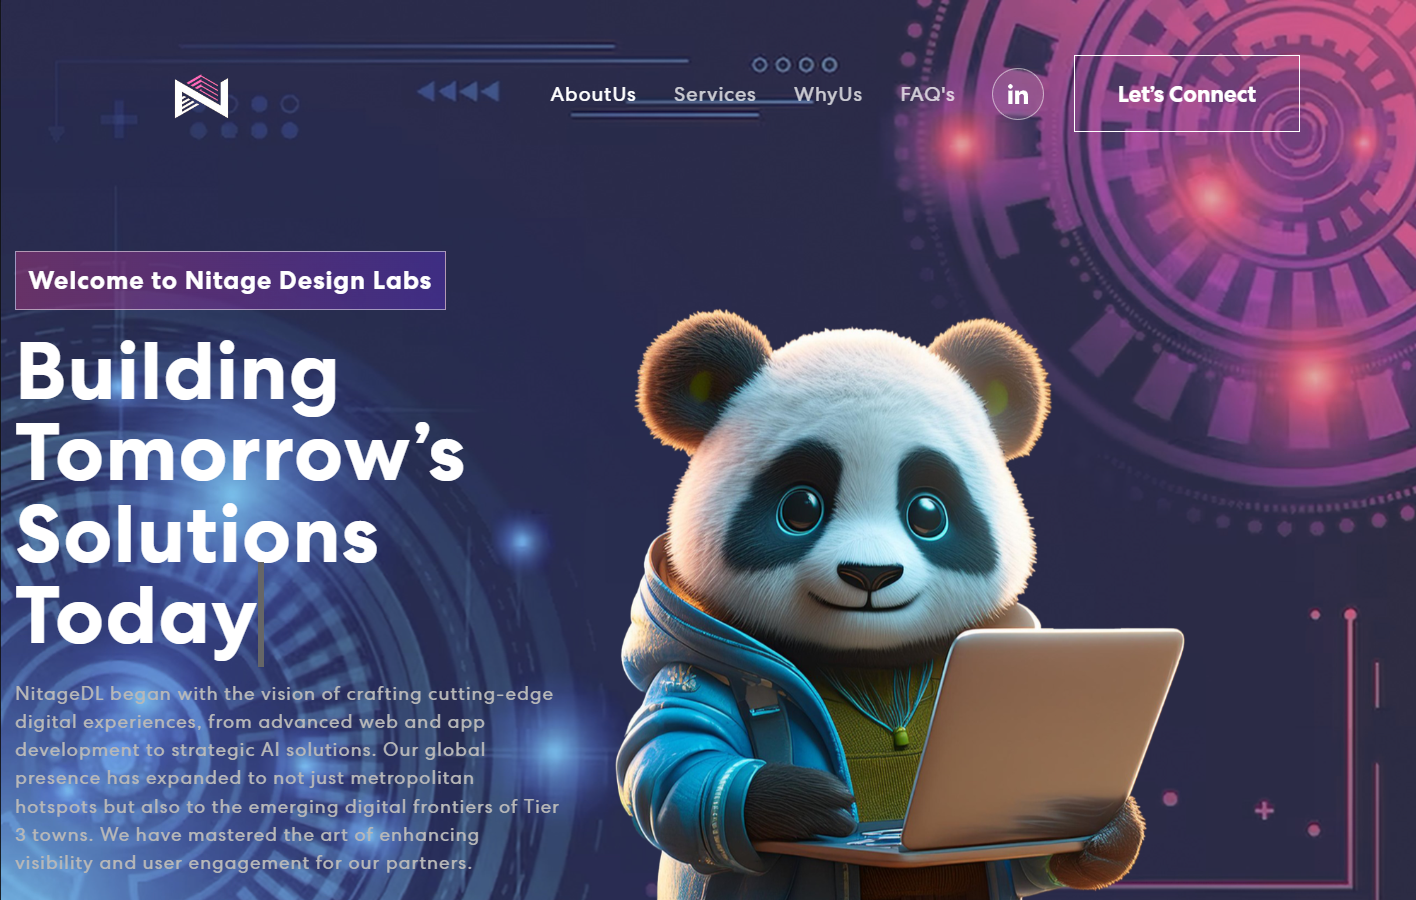 AboutUs Services WhyUs FAQ's in Let's Connect
Welcome to Nitage Design Labs
Building
Tomorrow's
Solutions
Today
NitageDL began with the vision of crafting cutting-edge
digital experiences, from advanced web and app
development to strategic AI solutions. Our global
presence has expanded to not just metropolitan
hotspots but also to the emerging digital frontiers of Tier
3 towns. We have mastered the art of enhancing
visibility and user engagement for our partners.